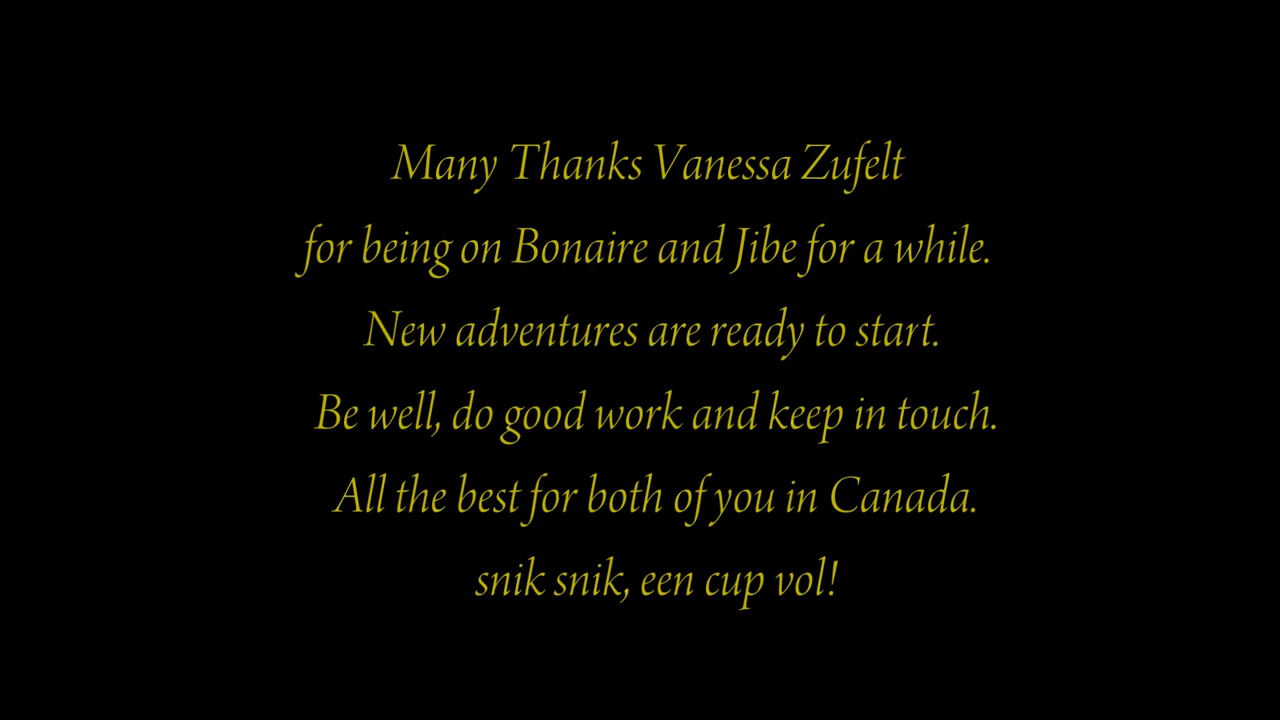 Many Thanks Vanessa Zufelt
for being on Bonaire and Jibe for a while.
New adventures are ready to start.
Be well, do good work and keep in touch.
All the best for both of you in Canada.
snik snik, een cup vol!